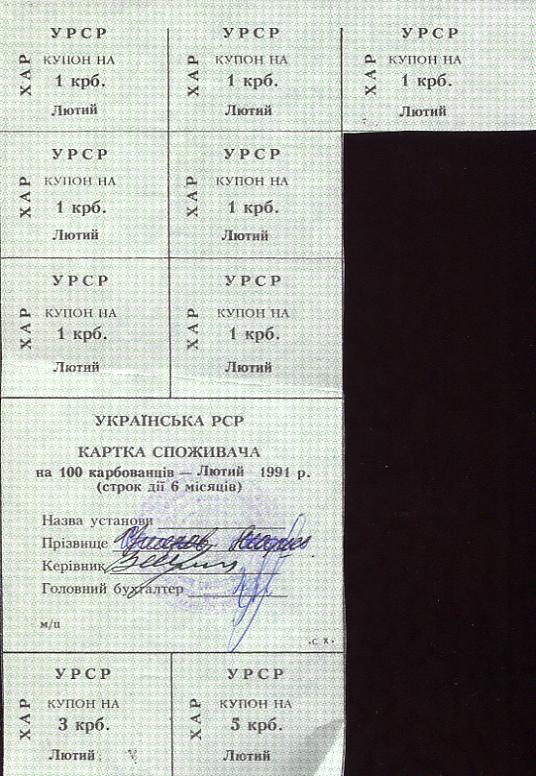 УРСР УРСР УРСР
ХАР КУПОН НА ХАР КУПОН НА ХАР КУПОН НА
1 крб. 1 крб. 1 крб.
Лютий Лютий Лютий
УРСР УРСР
ХАР КУПОН НА ХАР КУПОН НА
1 крб. 1 крб.
Лютий Лютий
УРСР УРСР
ХАР КУПОН НА ХАР КУПОН НА
1 крб. 1 крб.
Лютий Лютий
УКРАЇНСЬКА РСР
КАРТКА СПОЖИВАЧА
на 100 карбованців — Лютий 1991 р.
(строк дії 6 місяців)
Назва установи
Прізвище
Керівник
Головний бухгалтер
м/п
«С Х»
УРСР УРСР
ХАР КУПОН НА ХАР КУПОН НА
3 крб. 5 крб.
Лютий Лютий